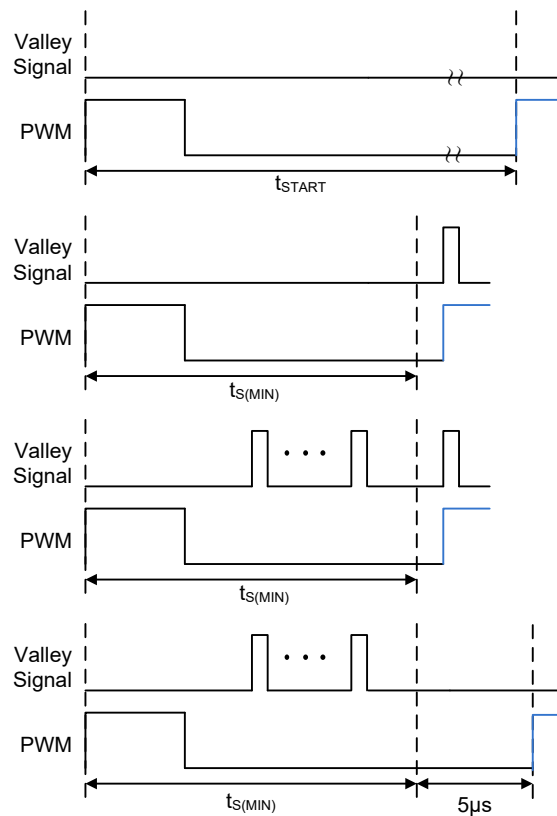 Valley
Signal
PWM
tSTART
Valley
Signal
PWM
tS(MIN)
Valley
Signal
• • •
PWM
tS(MIN)
Valley
Signal
• • •
PWM
tS(MIN)
5µs